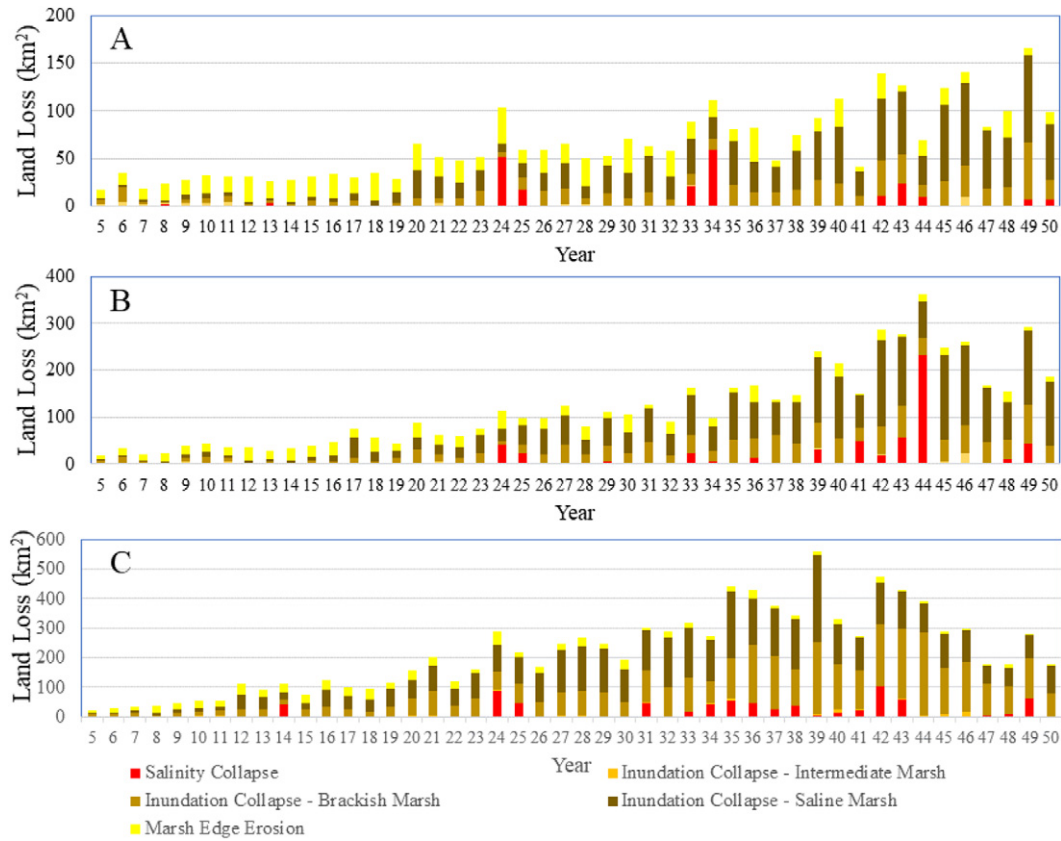 A
Land Loss (km²)
200
150
100
50
0
5 6 7 8 9 10 11 12 13 14 15 16 17 18 19 20 21 22 23 24 25 26 27 28 29 30 31 32 33 34 35 36 37 38 39 40 41 42 43 44 45 46 47 48 49 50
Year
B
Land Loss (km²)
400
300
200
100
0
5 6 7 8 9 10 11 12 13 14 15 16 17 18 19 20 21 22 23 24 25 26 27 28 29 30 31 32 33 34 35 36 37 38 39 40 41 42 43 44 45 46 47 48 49 50
Year
C
Land Loss (km²)
600
500
400
300
200
100
0
5 6 7 8 9 10 11 12 13 14 15 16 17 18 19 20 21 22 23 24 25 26 27 28 29 30 31 32 33 34 35 36 37 38 39 40 41 42 43 44 45 46 47 48 49 50
Year
Salinity Collapse
Inundation Collapse - Intermediate Marsh
Inundation Collapse - Brackish Marsh
Inundation Collapse - Saline Marsh
Marsh Edge Erosion